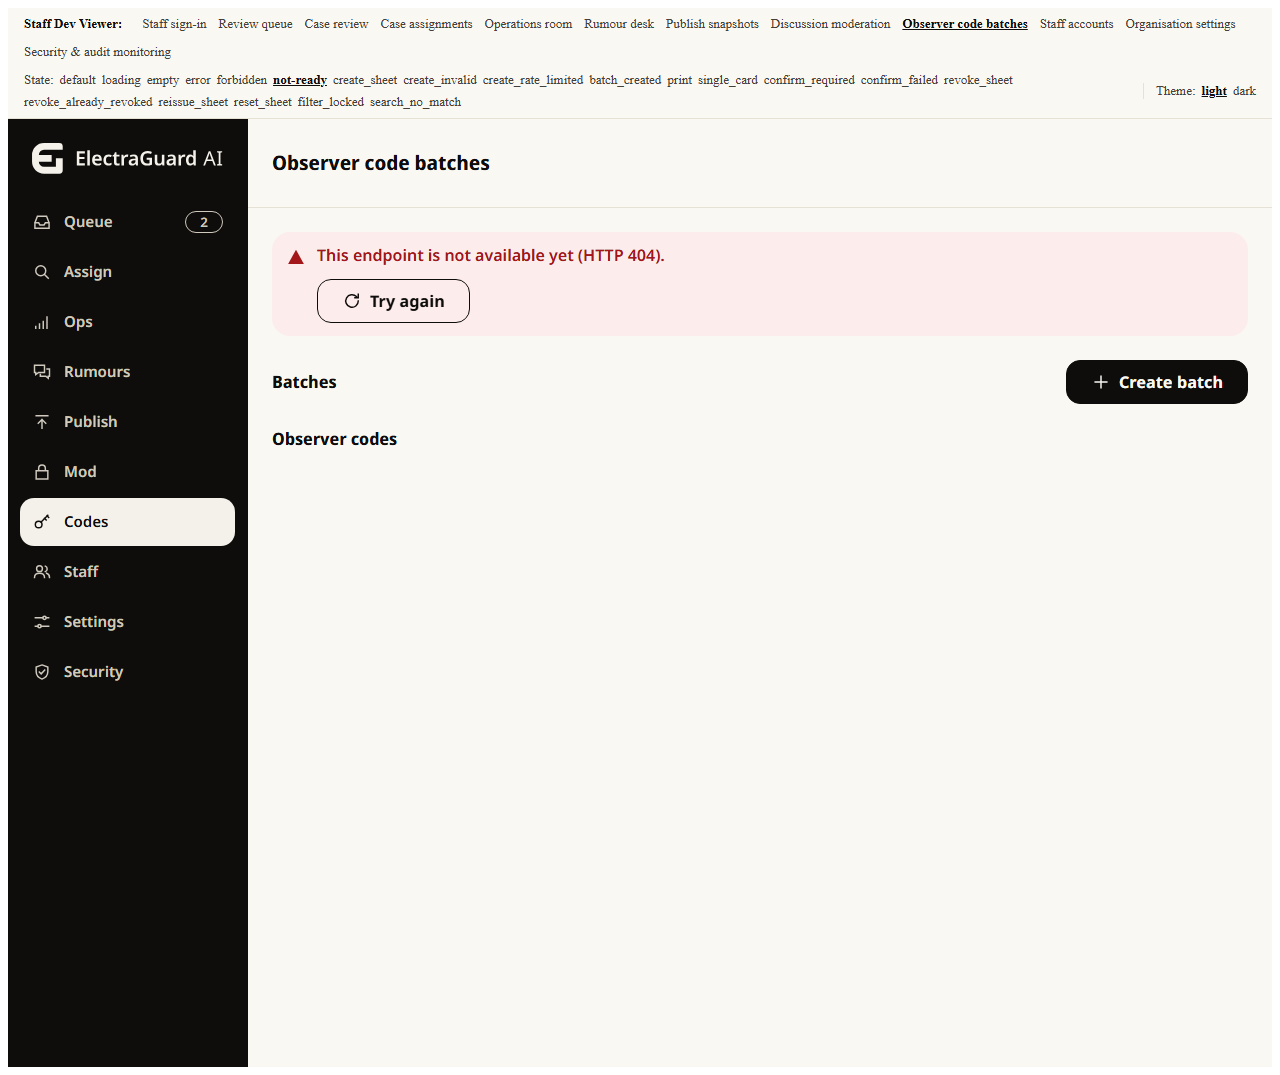 Staff Dev Viewer: Staff sign-in Review queue Case review Case assignments Operations room Rumour desk Publish snapshots Discussion moderation Observer code batches Staff accounts Organisation settings
Security & audit monitoring
State: default loading empty error forbidden not-ready create_sheet create_invalid create_rate_limited batch_created print single_card confirm_required confirm_failed revoke_sheet
revoke_already_revoked reissue_sheet reset_sheet filter_locked search_no_match
Theme: light dark
ElectraGuard AI
Observer code batches
Queue 2
Assign
Ops
Rumours
Publish
Mod
Codes
Staff
Settings
Security
This endpoint is not available yet (HTTP 404).
Try again
Batches
Create batch
Observer codes